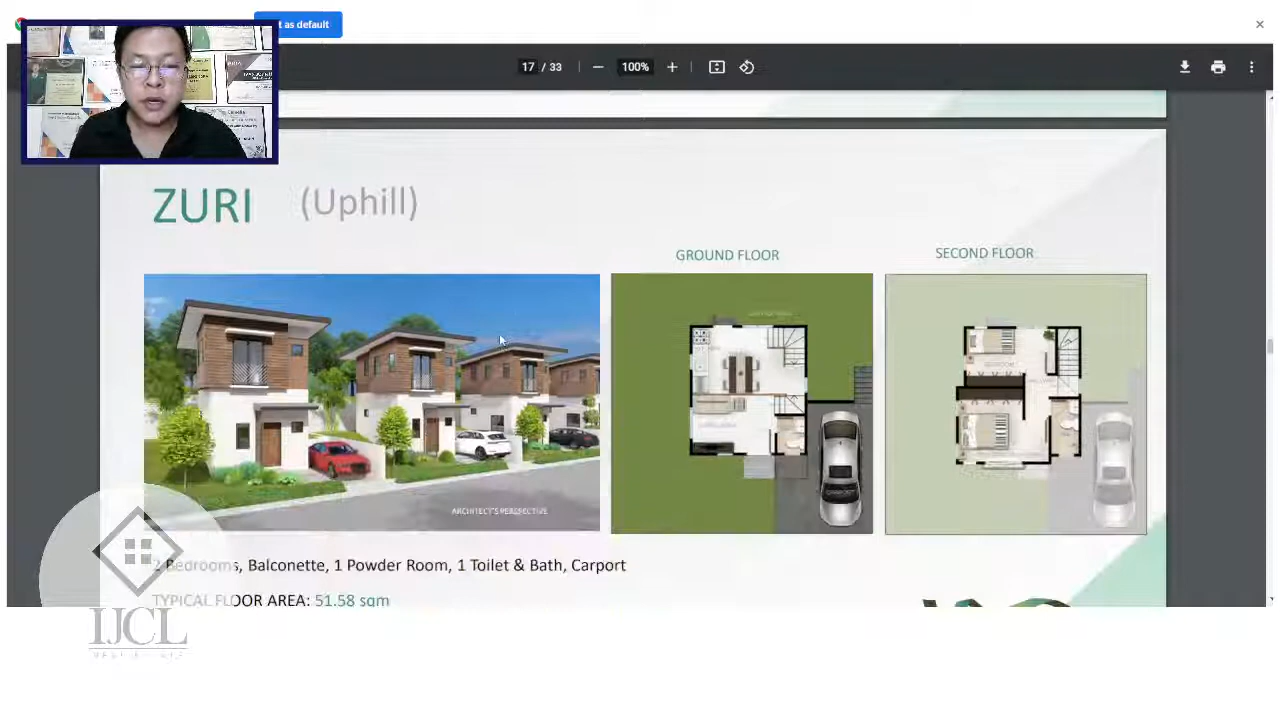 as default
17 / 33
100%
ZURI (Uphill)
GROUND FLOOR
SECOND FLOOR
ARCHITECT'S PERSPECTIVE
2 Bedrooms, Balconette, 1 Powder Room, 1 Toilet & Bath, Carport
TYPICAL FLOOR AREA: 51.58 sqm
IJCL